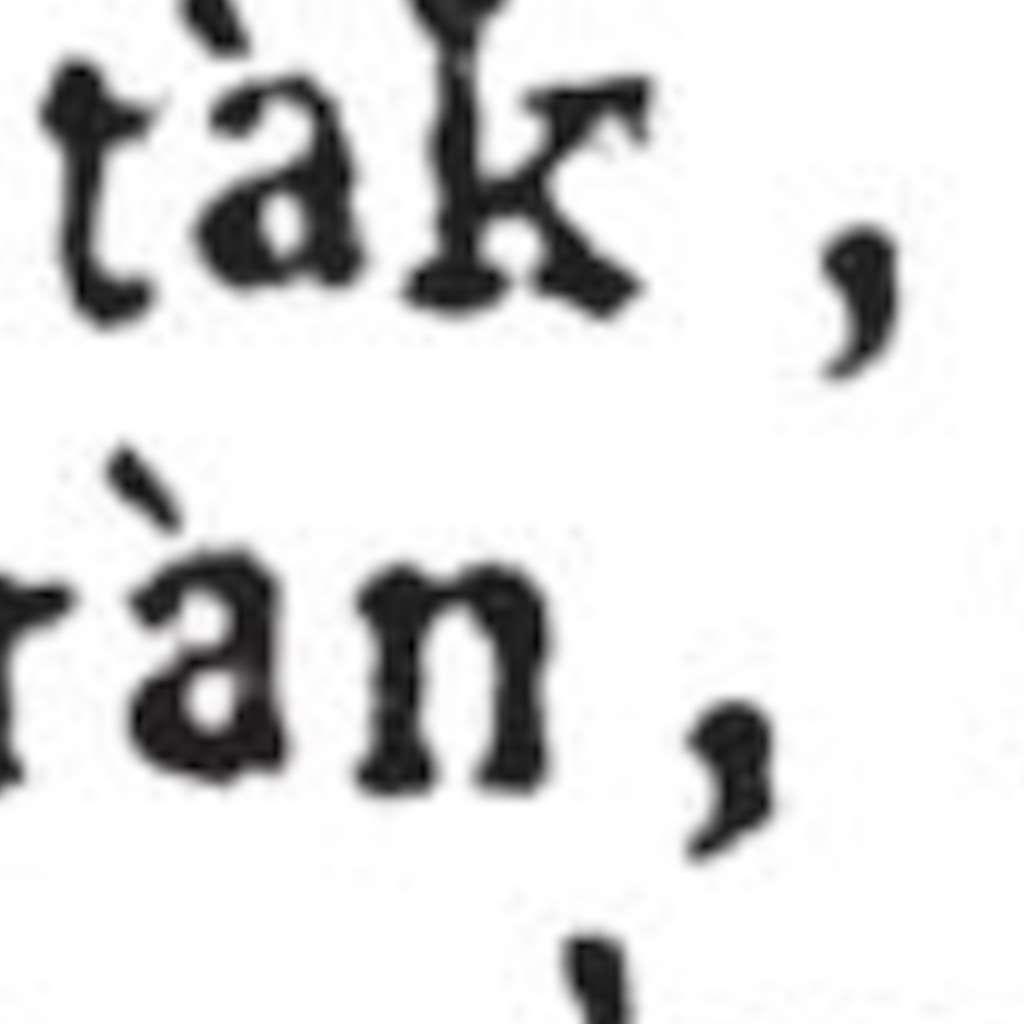 tàk ,
ràn ,